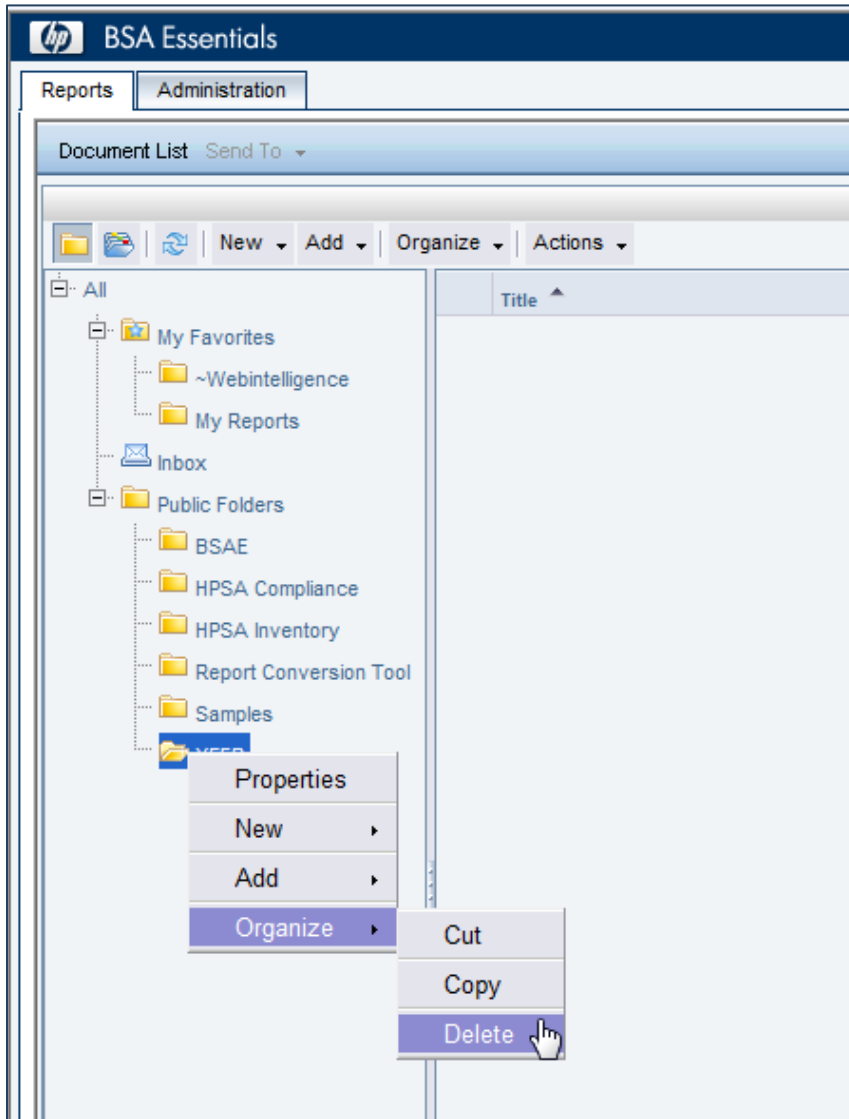 hp BSA Essentials
Reports Administration
Document List Send To
New Add Organize Actions
All
Title
My Favorites
~Webintelligence
My Reports
Inbox
Public Folders
BSAE
HPSA Compliance
HPSA Inventory
Report Conversion Tool
Samples
Properties
New
Add
Organize
Cut
Copy
Delete